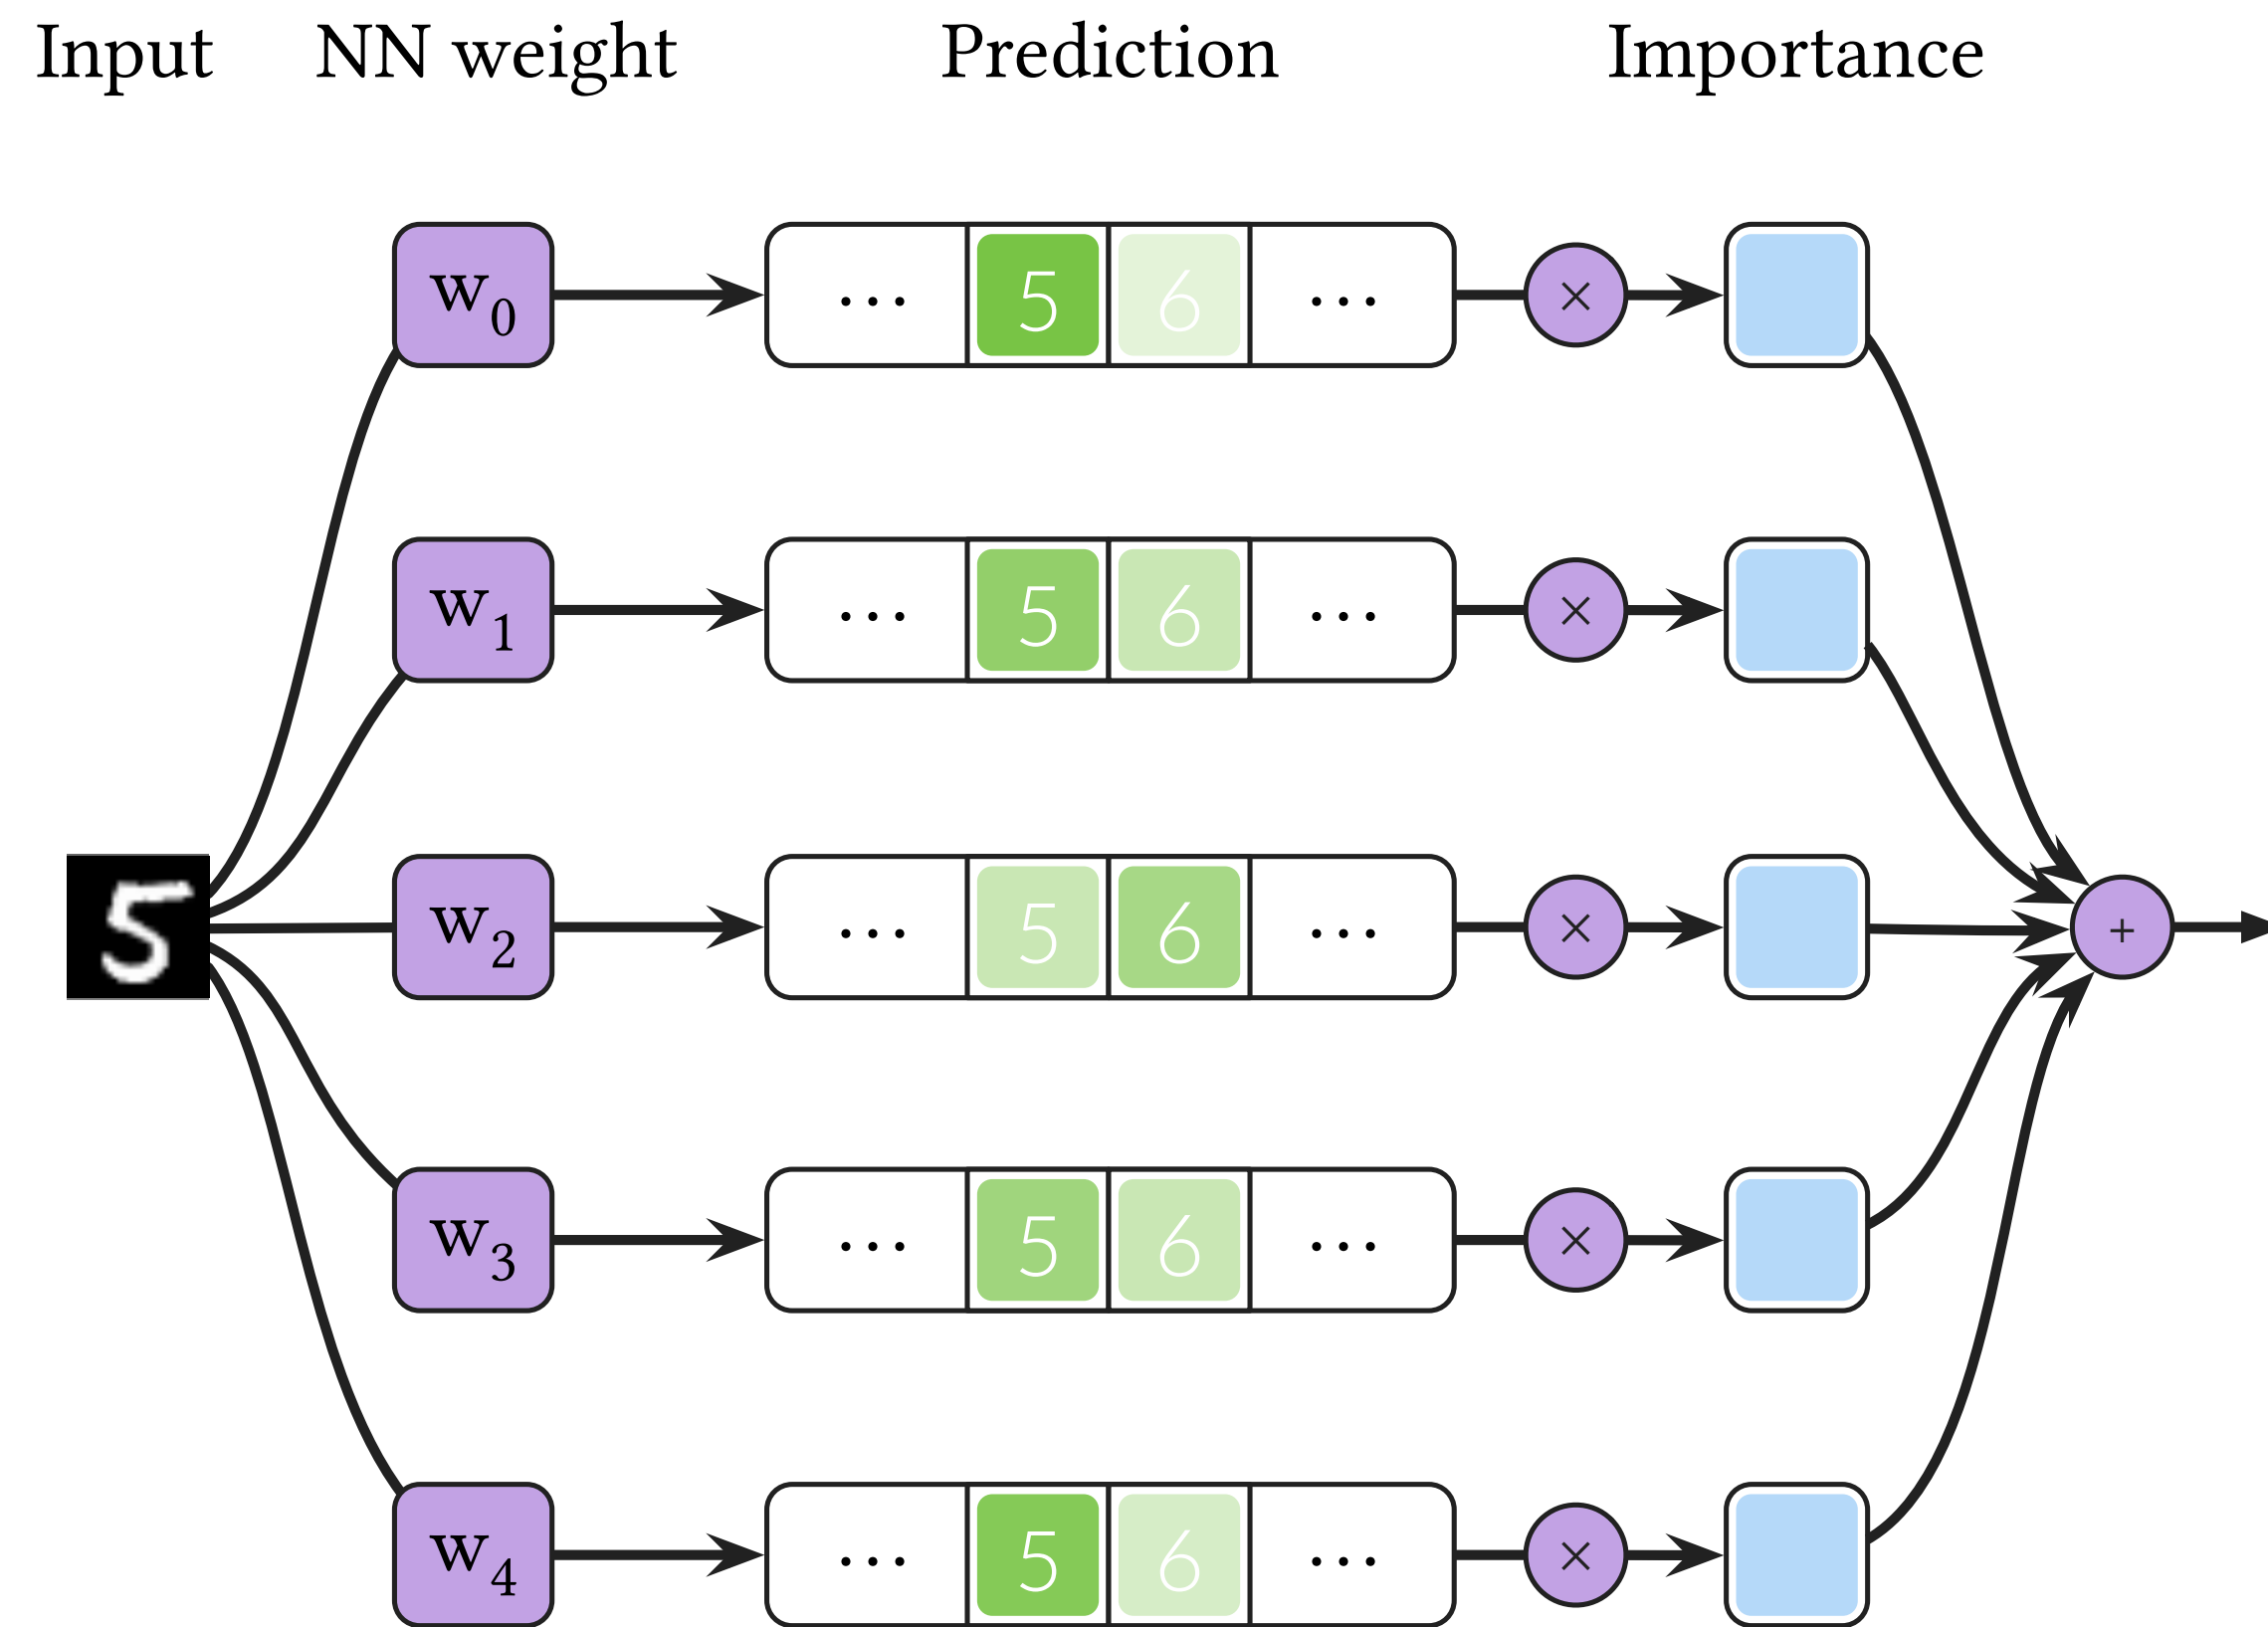 Input NN weight Prediction Importance
w0 … 5 6 … ×
w1 … 5 6 … ×
5 w2 … 5 6 … × +
w3 … 5 6 … ×
w4 … 5 6 … ×